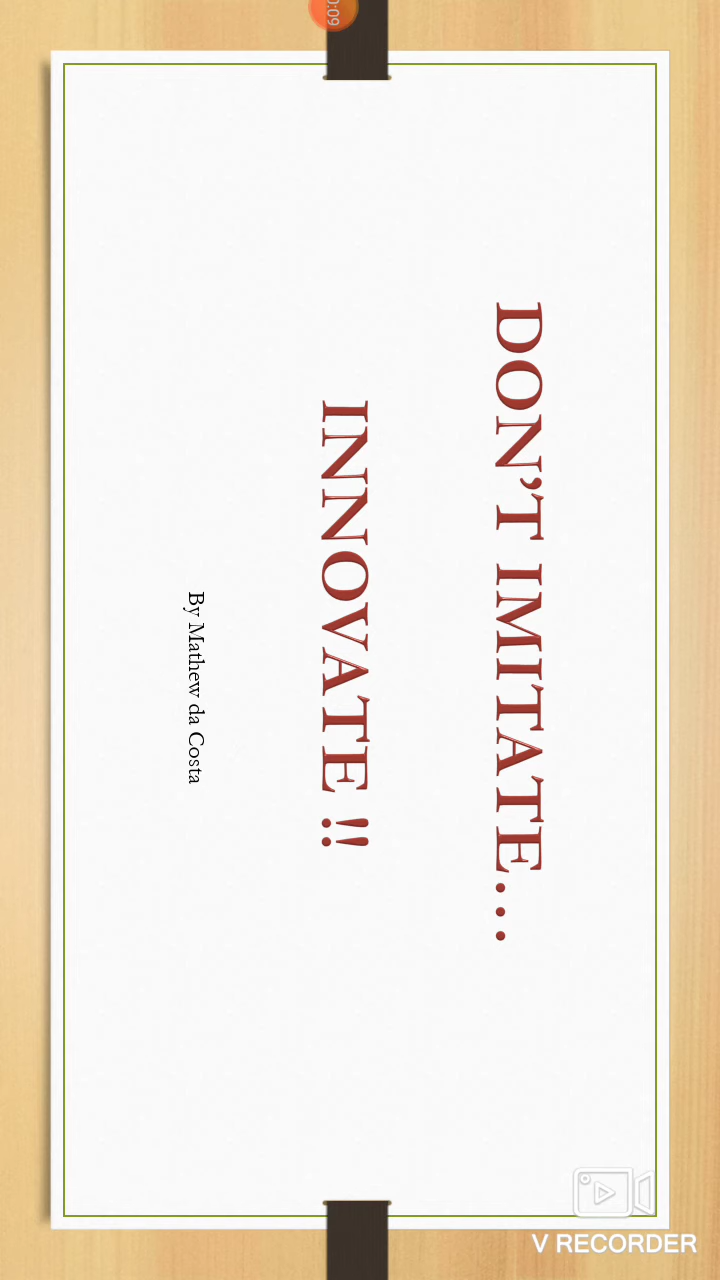 DON'T IMITATE...
INNOVATE !!
By Mathew da Costa
V RECORDER